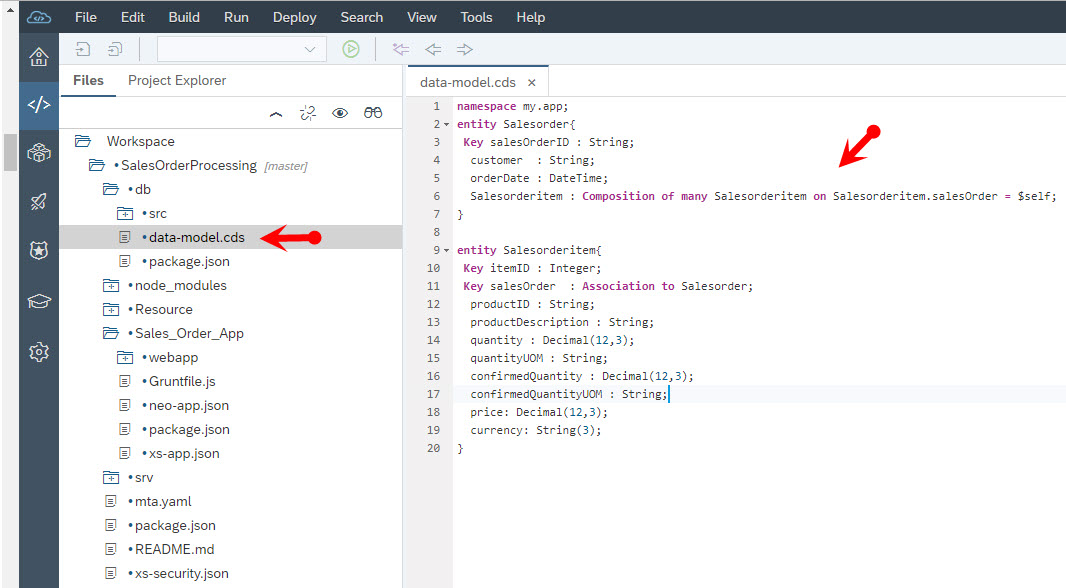 File Edit Build Run Deploy Search View Tools Help
Files Project Explorer
Workspace
•SalesOrderProcessing [master]
•db
•src
•data-model.cds
•package.json
•node_modules
•Resource
•Sales_Order_App
•webapp
•Gruntfile.js
•neo-app.json
•package.json
•xs-app.json
•srv
•mta.yaml
•package.json
•README.md
•xs-security.json
data-model.cds ×
1 namespace my.app;
2 entity Salesorder{
3 Key salesOrderID : String;
4 customer : String;
5 orderDate : DateTime;
6 Salesorderitem : Composition of many Salesorderitem on Salesorderitem.salesOrder = $self;
7 }
8
9 entity Salesorderitem{
10 Key itemID : Integer;
11 Key salesOrder : Association to Salesorder;
12 productID : String;
13 productDescription : String;
14 quantity : Decimal(12,3);
15 quantityUOM : String;
16 confirmedQuantity : Decimal(12,3);
17 confirmedQuantityUOM : String;
18 price: Decimal(12,3);
19 currency: String(3);
20 }